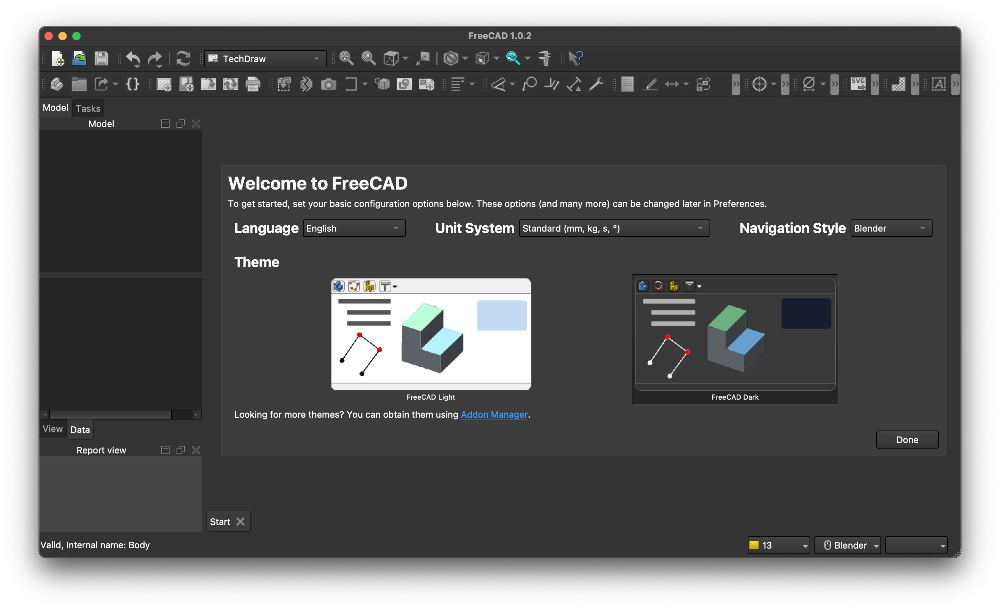 FreeCAD 1.0.2
TechDraw
SVG
A
Model
Tasks
Model
Welcome to FreeCAD
To get started, set your basic configuration options below. These options (and many more) can be changed later in Preferences.
Language English Unit System Standard (mm, kg, s, °) Navigation Style Blender
Theme
FreeCAD Light
FreeCAD Dark
Looking for more themes? You can obtain them using Addon Manager.
View
Data
Done
Report view
Start
Valid, Internal name: Body
13
Blender